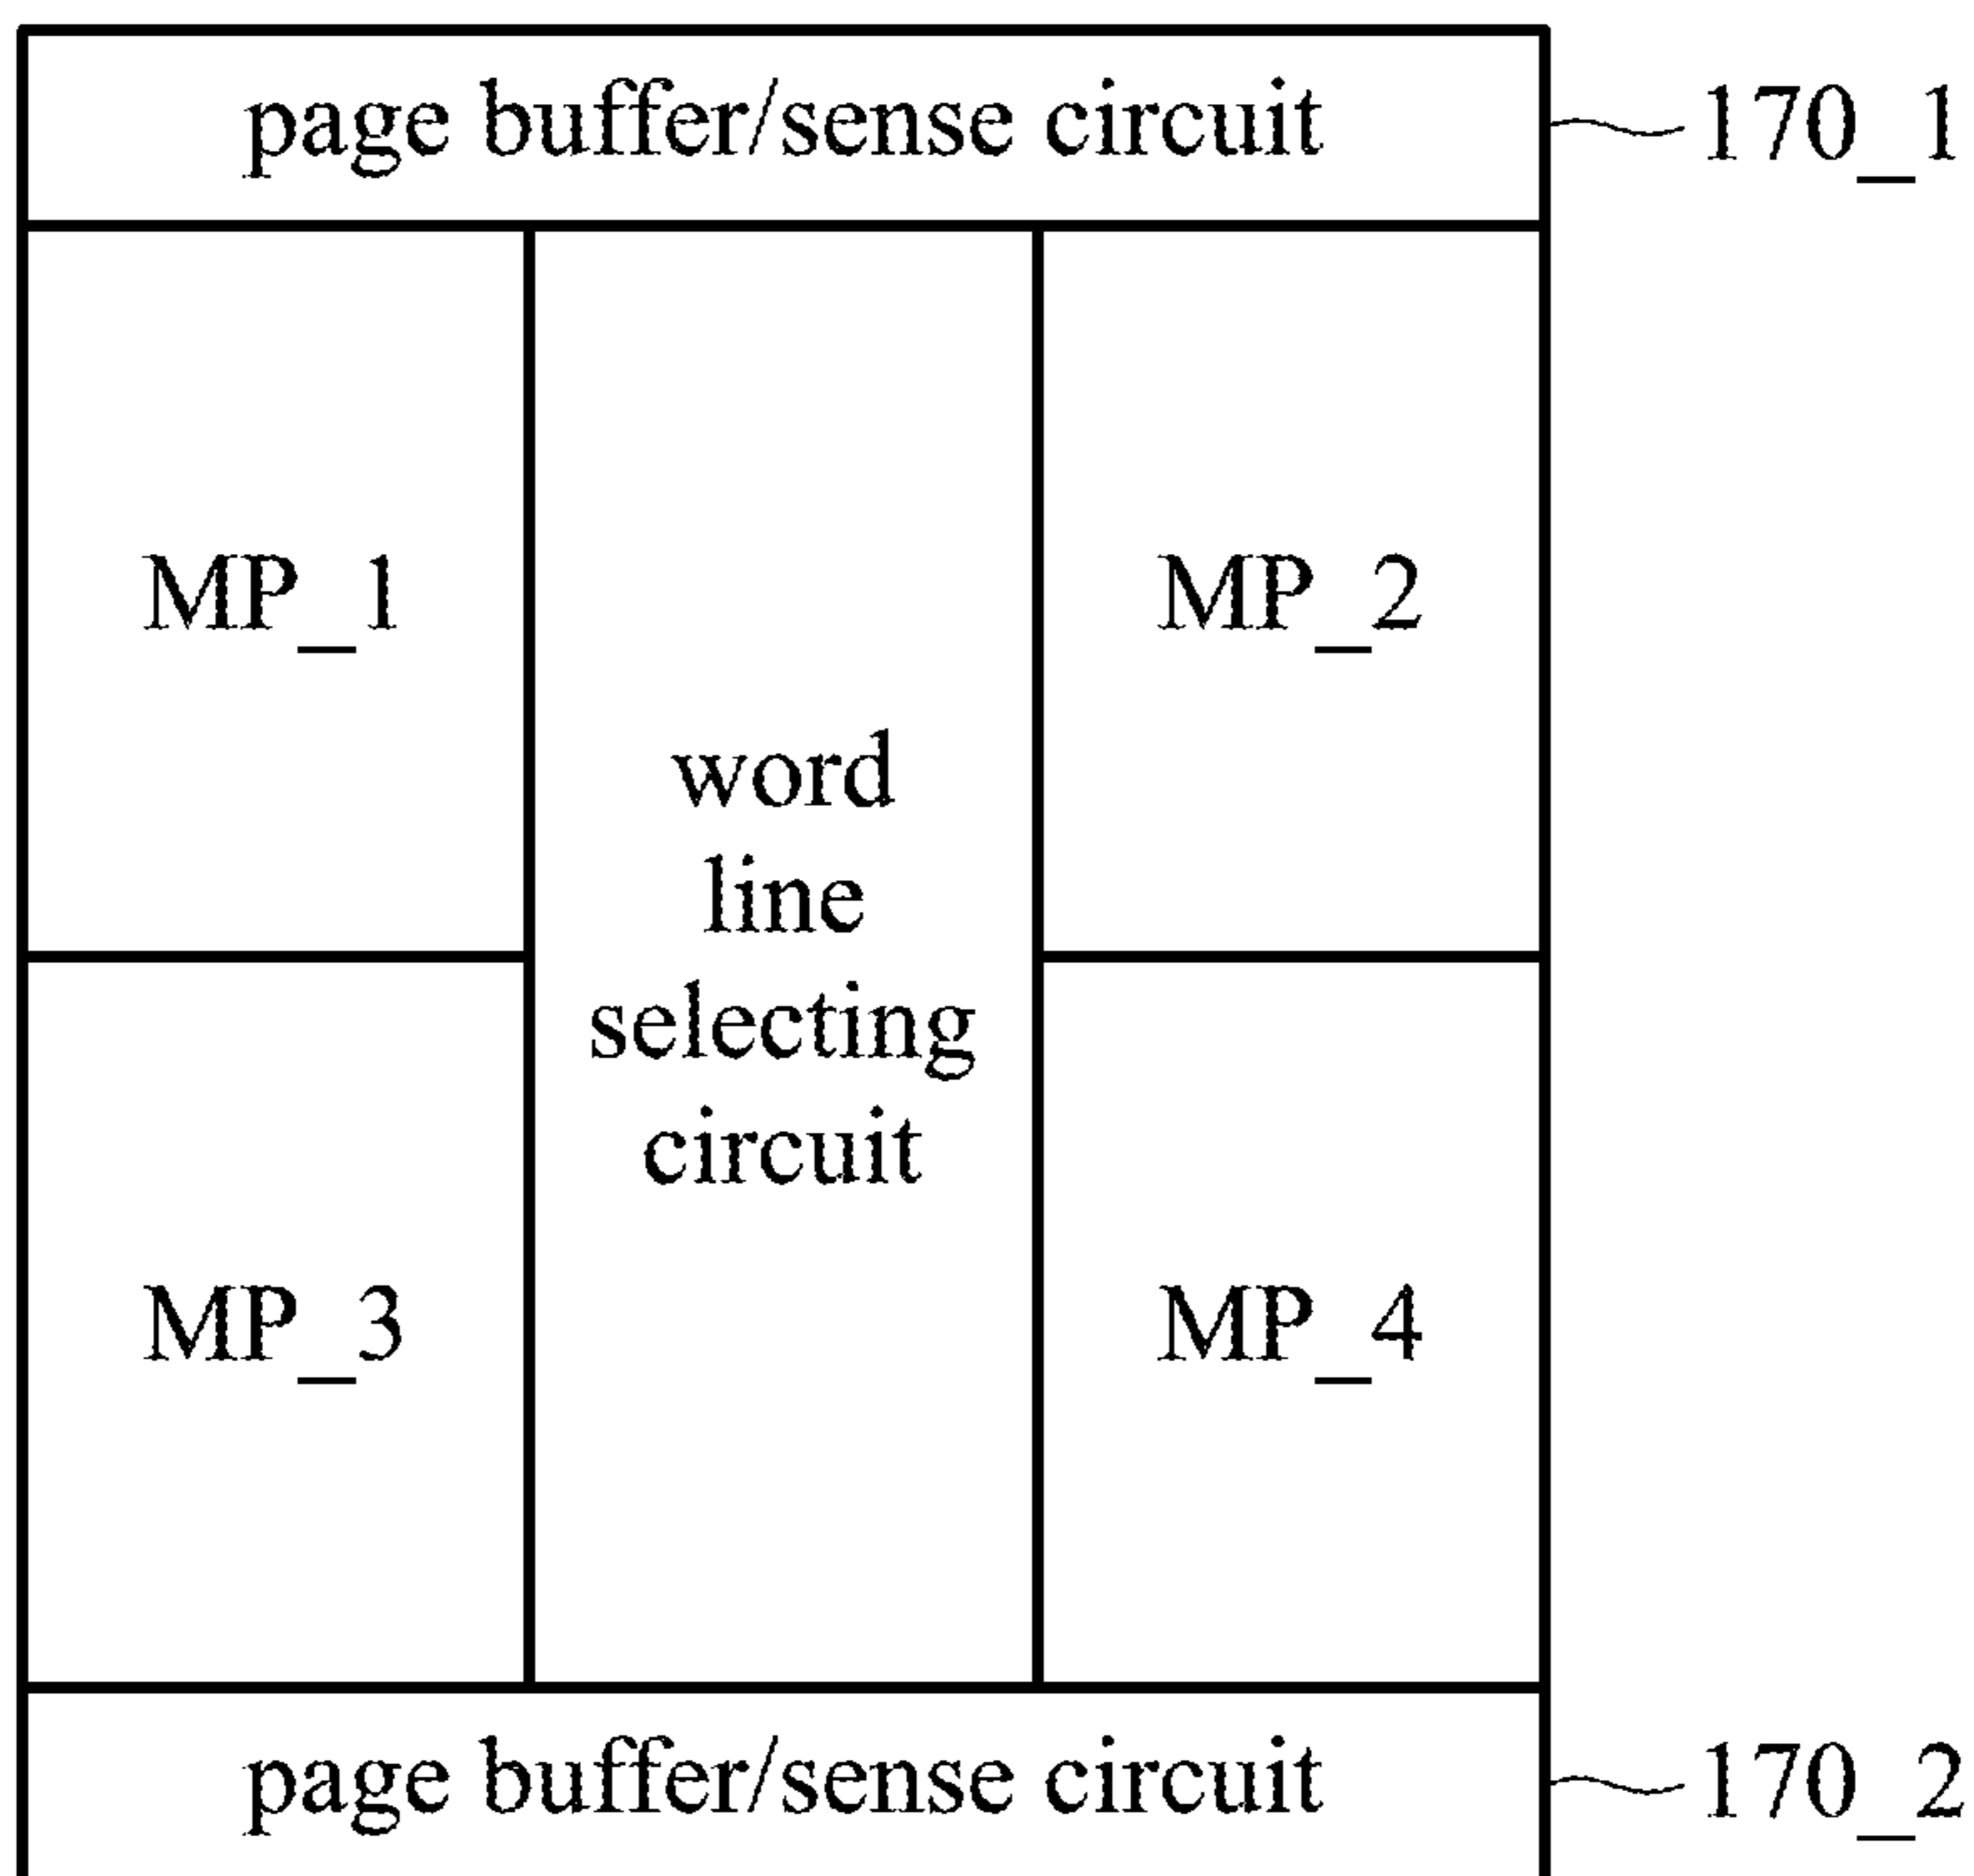 page buffer/sense circuit 170_1
MP_1 MP_2
word
line
selecting
circuit
MP_3 MP_4
page buffer/sense circuit 170_2